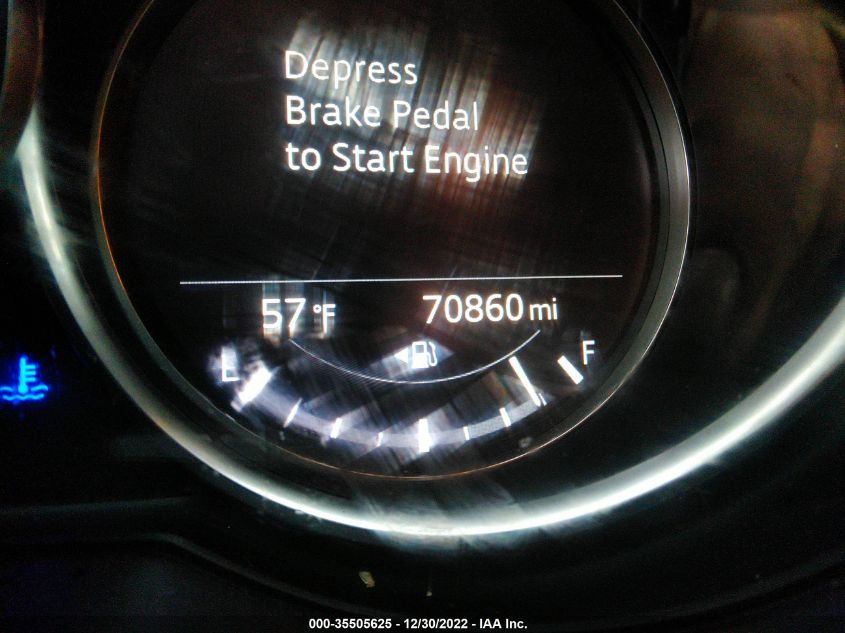 Depress
Brake Pedal
to Start Engine
57 °F 70860 mi
E F
000-35505625 - 12/30/2022 - IAA Inc.